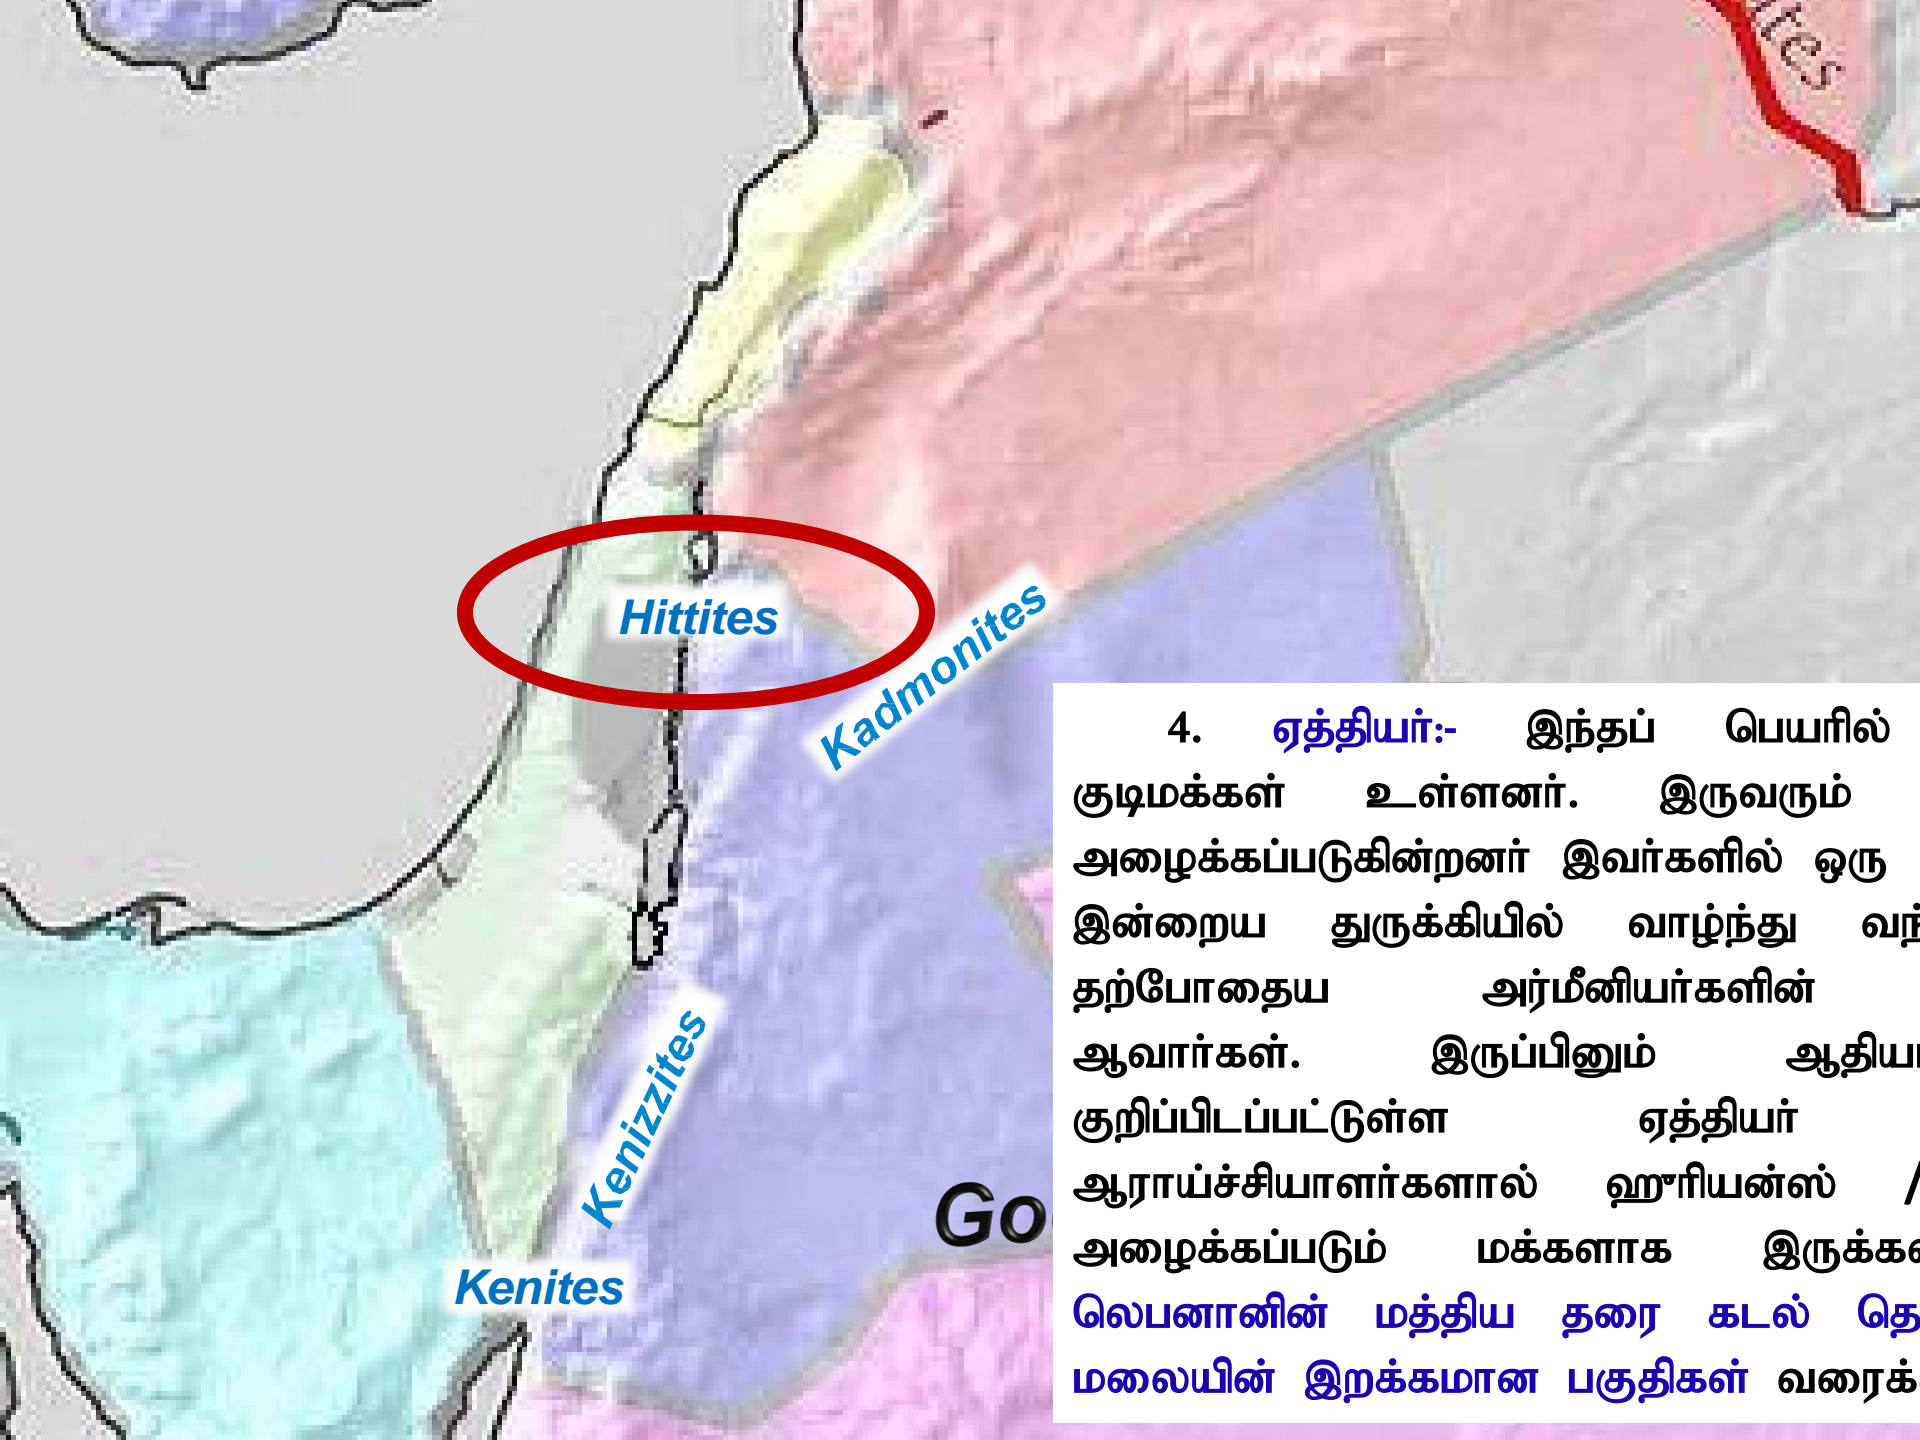 ites
Hittites
Kadmonites
Kenizzites
Kenites
Go
4. ஏத்தியர்:- இந்தப் பெயரில்
குடிமக்கள் உள்ளனர். இருவரும்
அழைக்கப்படுகின்றனர் இவர்களில் ஒரு
இன்றைய துருக்கியில் வாழ்ந்து
தற்போதைய அர்மீனியர்களின்
ஆவார்கள். இருப்பினும்
குறிப்பிடப்பட்டுள்ள ஏத்தியர்
ஆராய்ச்சியாளர்களால் ஹுரியன்ஸ் /
அழைக்கப்படும் மக்களாக
லெபனானின் மத்திய தரை கடல்
மலையின் இறக்கமான பகுதிகள்